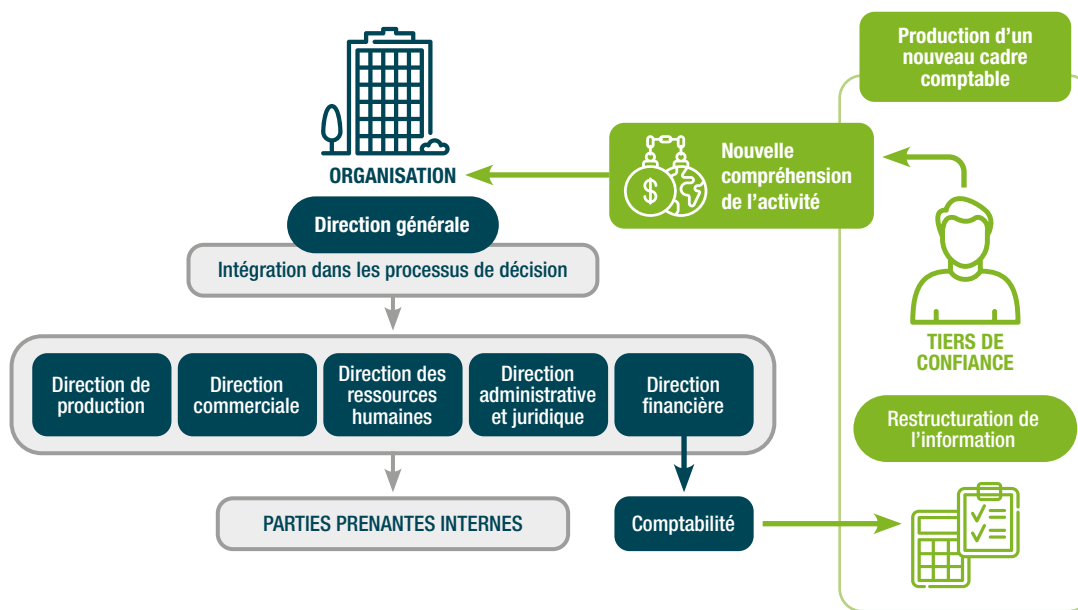 Production d'un
nouveau cadre
comptable
Nouvelle
compréhension
de l'activité
$
ORGANISATION
Direction générale
Intégration dans les processus de décision
TIERS DE
CONFIANCE
Direction de
production
Direction
commerciale
Direction des
ressources
humaines
Direction
administrative
et juridique
Direction
financière
Restructuration de
l'information
PARTIES PRENANTES INTERNES
Comptabilité